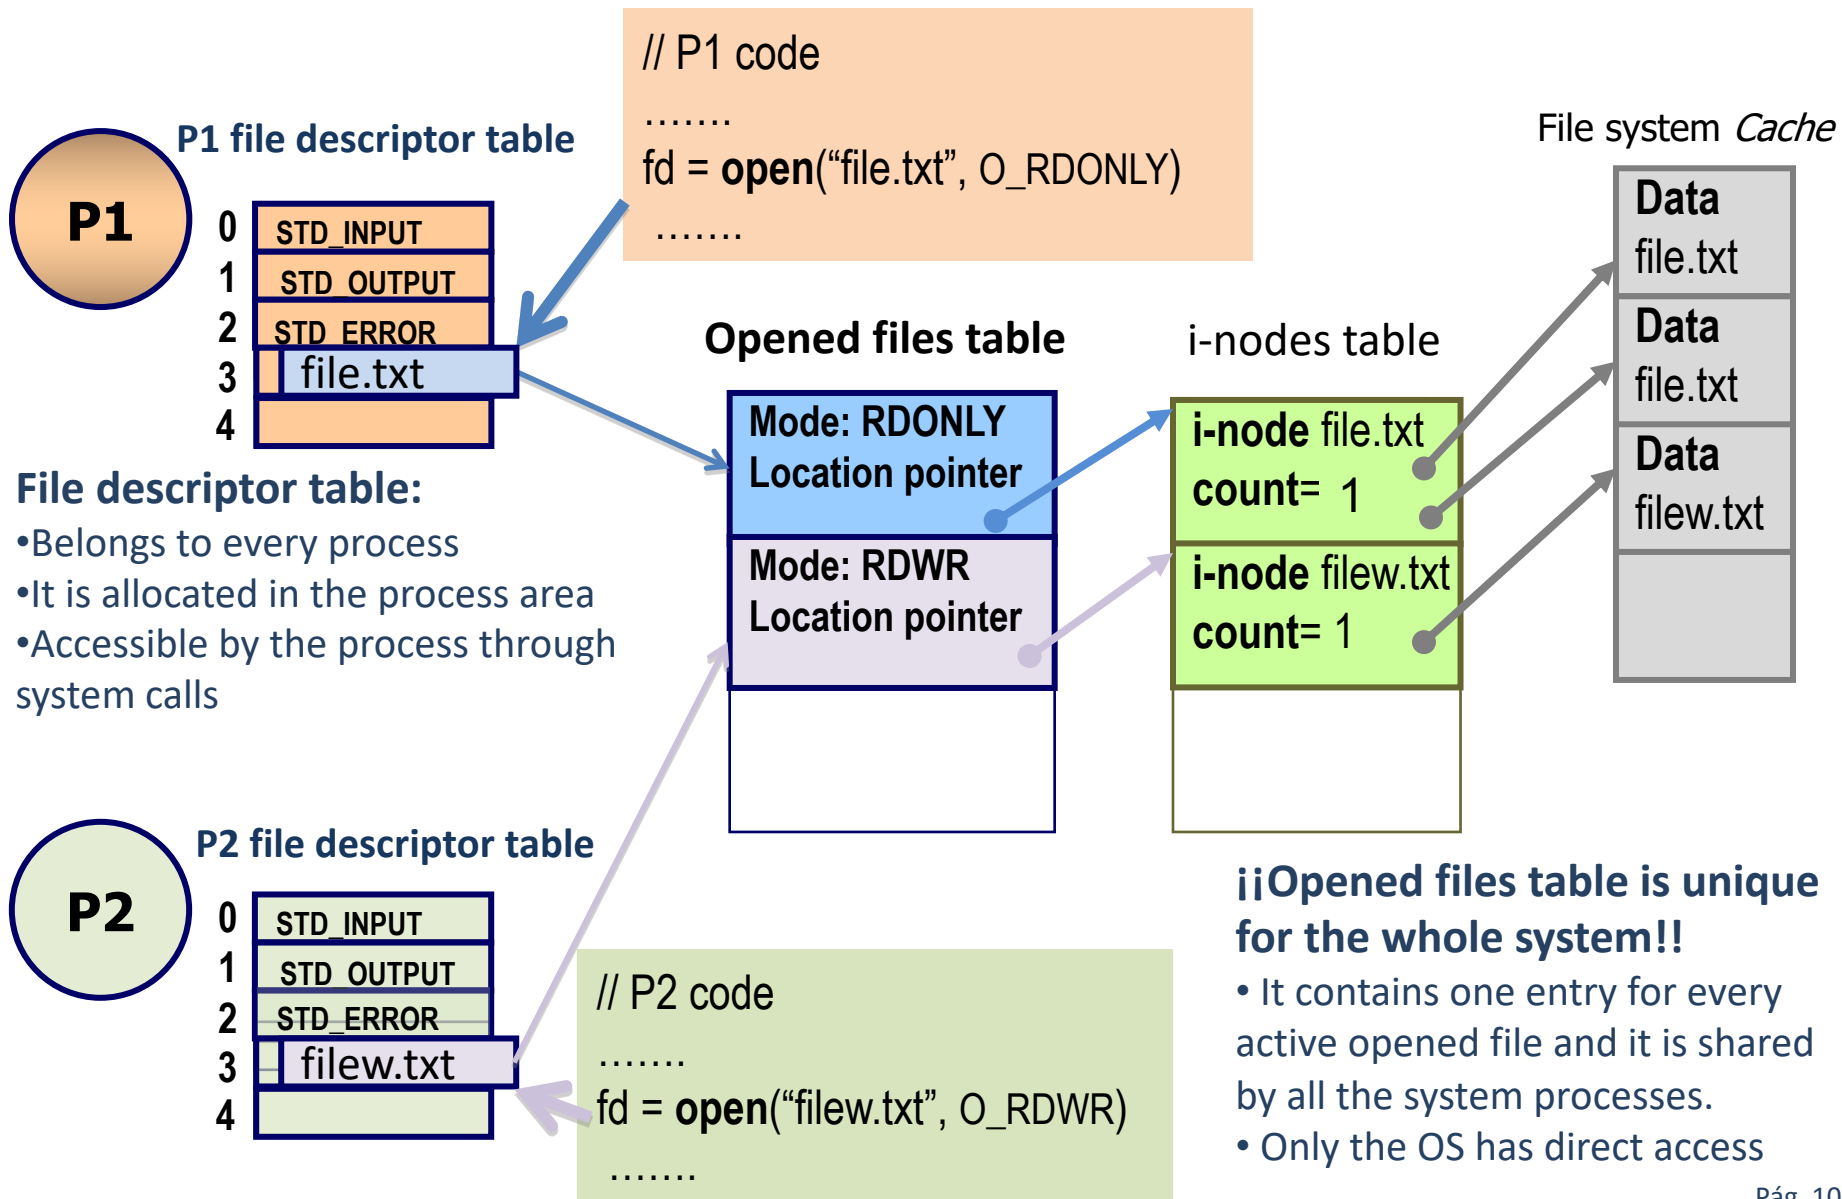 // P1 code
…….
fd = open(“file.txt”, O_RDONLY)
…….
File system Cache
P1 file descriptor table
P1
0 STD_INPUT
1 STD_OUTPUT
2 STD_ERROR
3 file.txt
4
Opened files table
Mode: RDONLY
Location pointer
Mode: RDWR
Location pointer
i-nodes table
i-node file.txt
count= 1
i-node filew.txt
count= 1
Data
file.txt
Data
file.txt
Data
filew.txt
File descriptor table:
•Belongs to every process
•It is allocated in the process area
•Accessible by the process through
system calls
P2 file descriptor table
P2
0 STD_INPUT
1 STD_OUTPUT
2 STD_ERROR
3 filew.txt
4
// P2 code
…….
fd = open(“filew.txt”, O_RDWR)
…….
¡¡Opened files table is unique
for the whole system!!
• It contains one entry for every
active opened file and it is shared
by all the system processes.
• Only the OS has direct access
Pág. 10